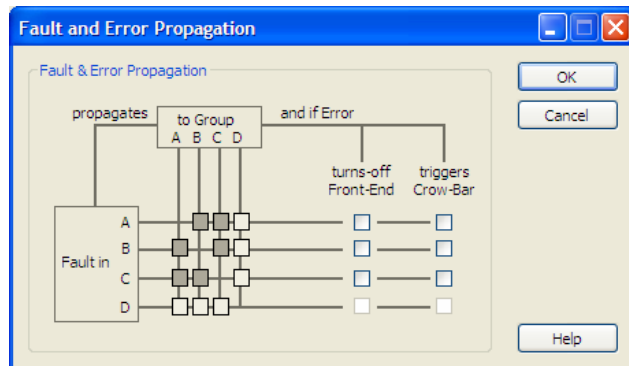 Fault and Error Propagation
Fault & Error Propagation
OK
Cancel
propagates
to Group
A B C D
and if Error
turns-off
Front-End
triggers
Crow-Bar
Fault in
A
B
C
D
Help